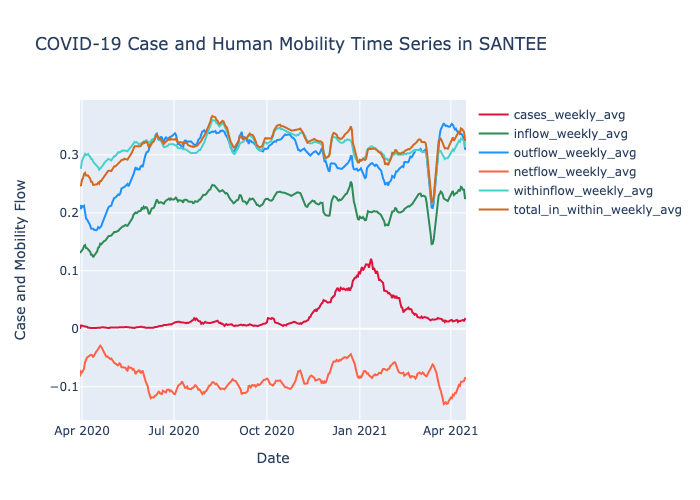 COVID-19 Case and Human Mobility Time Series in SANTEE
cases_weekly_avg
inflow_weekly_avg
outflow_weekly_avg
netflow_weekly_avg
withinflow_weekly_avg
total_in_within_weekly_avg
Case and Mobility Flow
0.3
0.2
0.1
0
−0.1
Apr 2020
Jul 2020
Oct 2020
Jan 2021
Apr 2021
Date